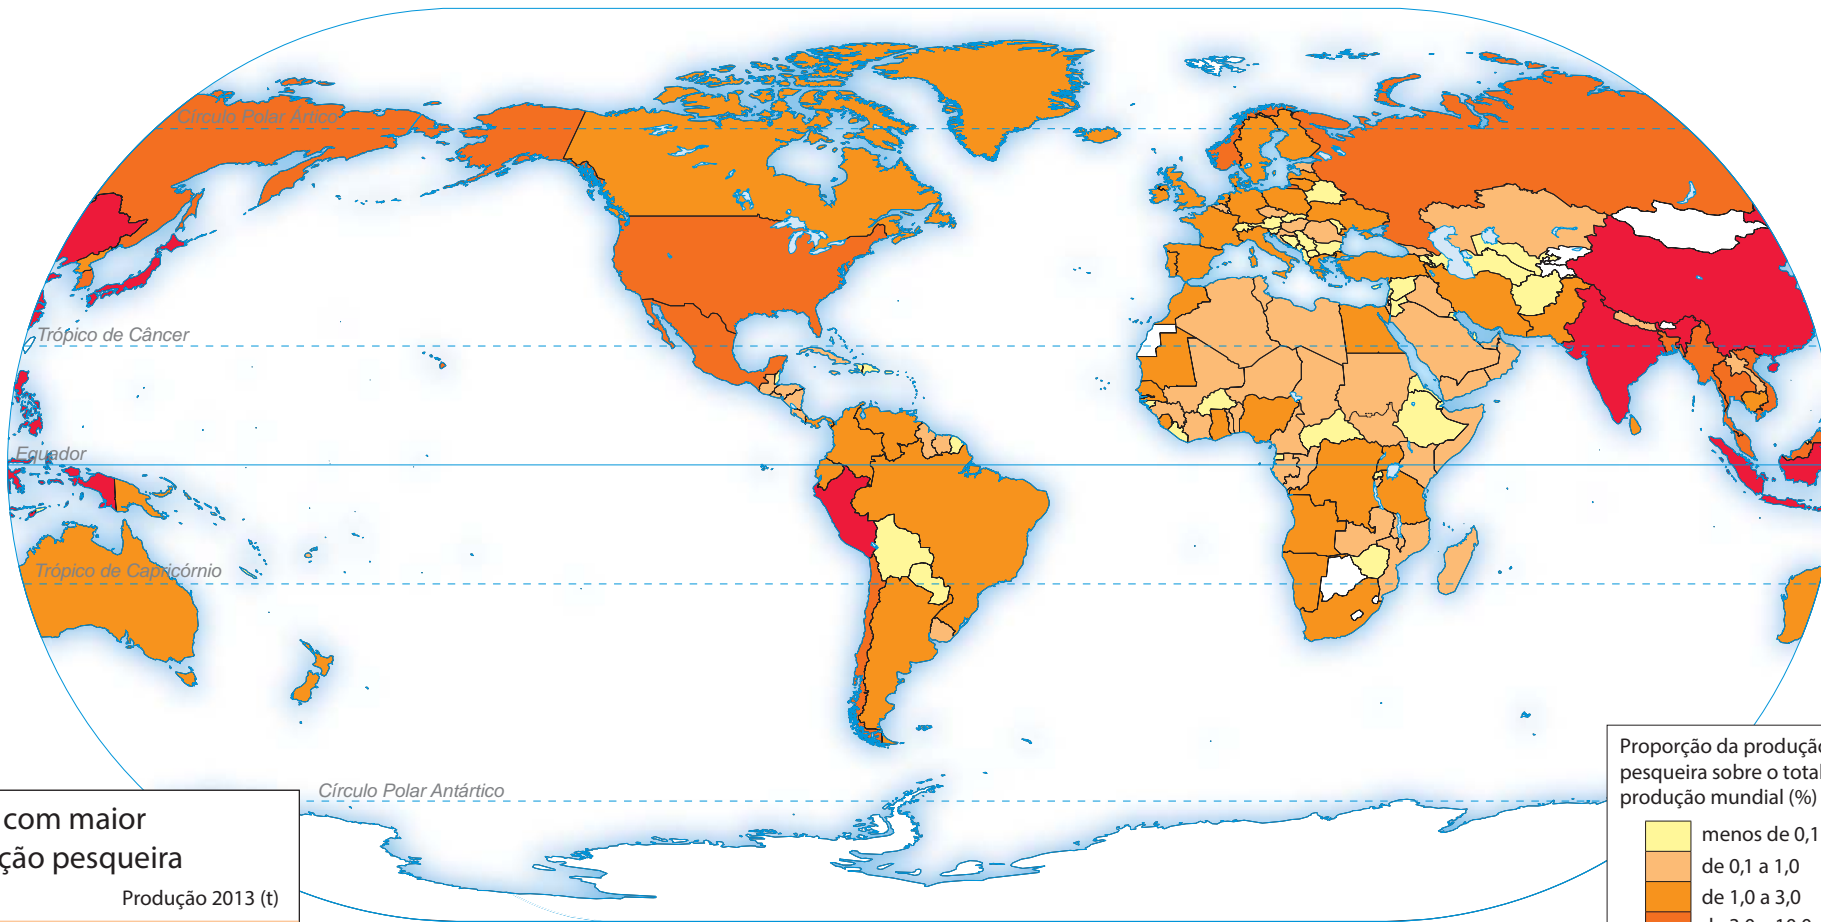 Círculo Polar Ártico
Trópico de Câncer
Equador
Trópico de Capricórnio
Círculo Polar Antártico
com maior
ção pesqueira
Produção 2013 (t)
Proporção da produção
pesqueira sobre o total
produção mundial (%)
menos de 0,1
de 0,1 a 1,0
de 1,0 a 3,0